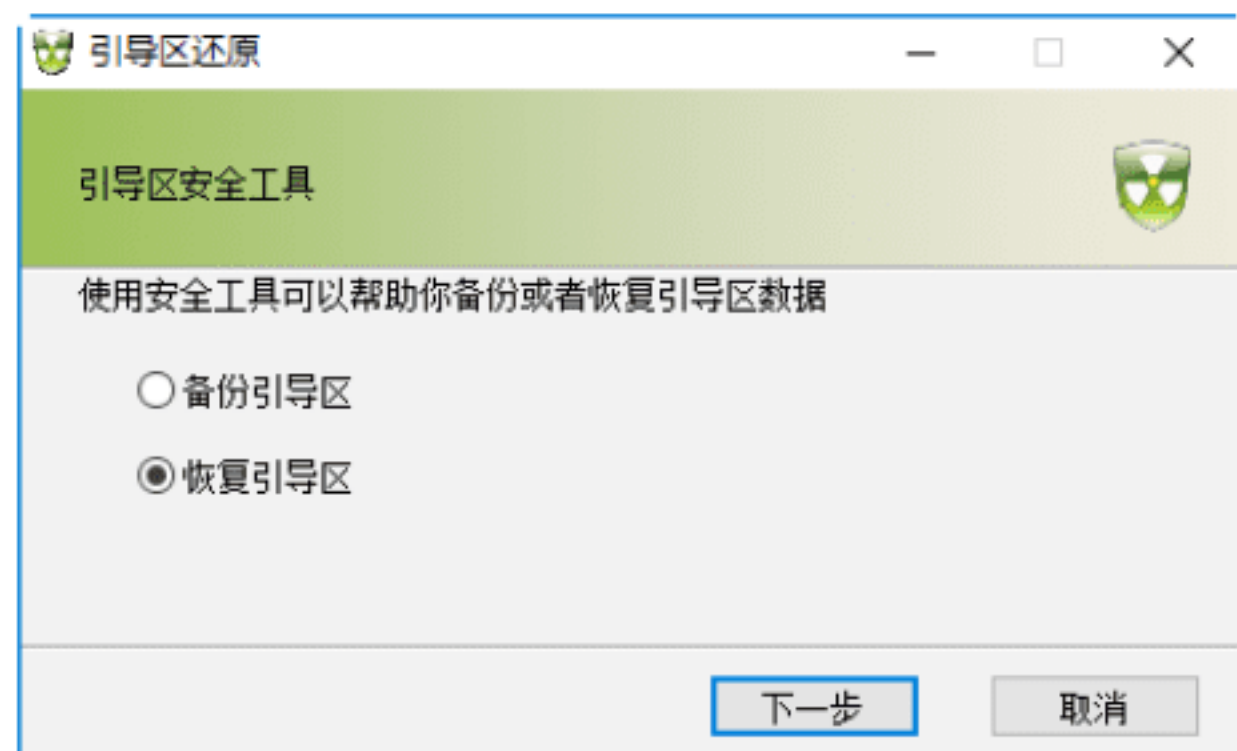 引导区还原
引导区安全工具
使用安全工具可以帮助你备份或者恢复引导区数据
备份引导区
恢复引导区
下一步
取消